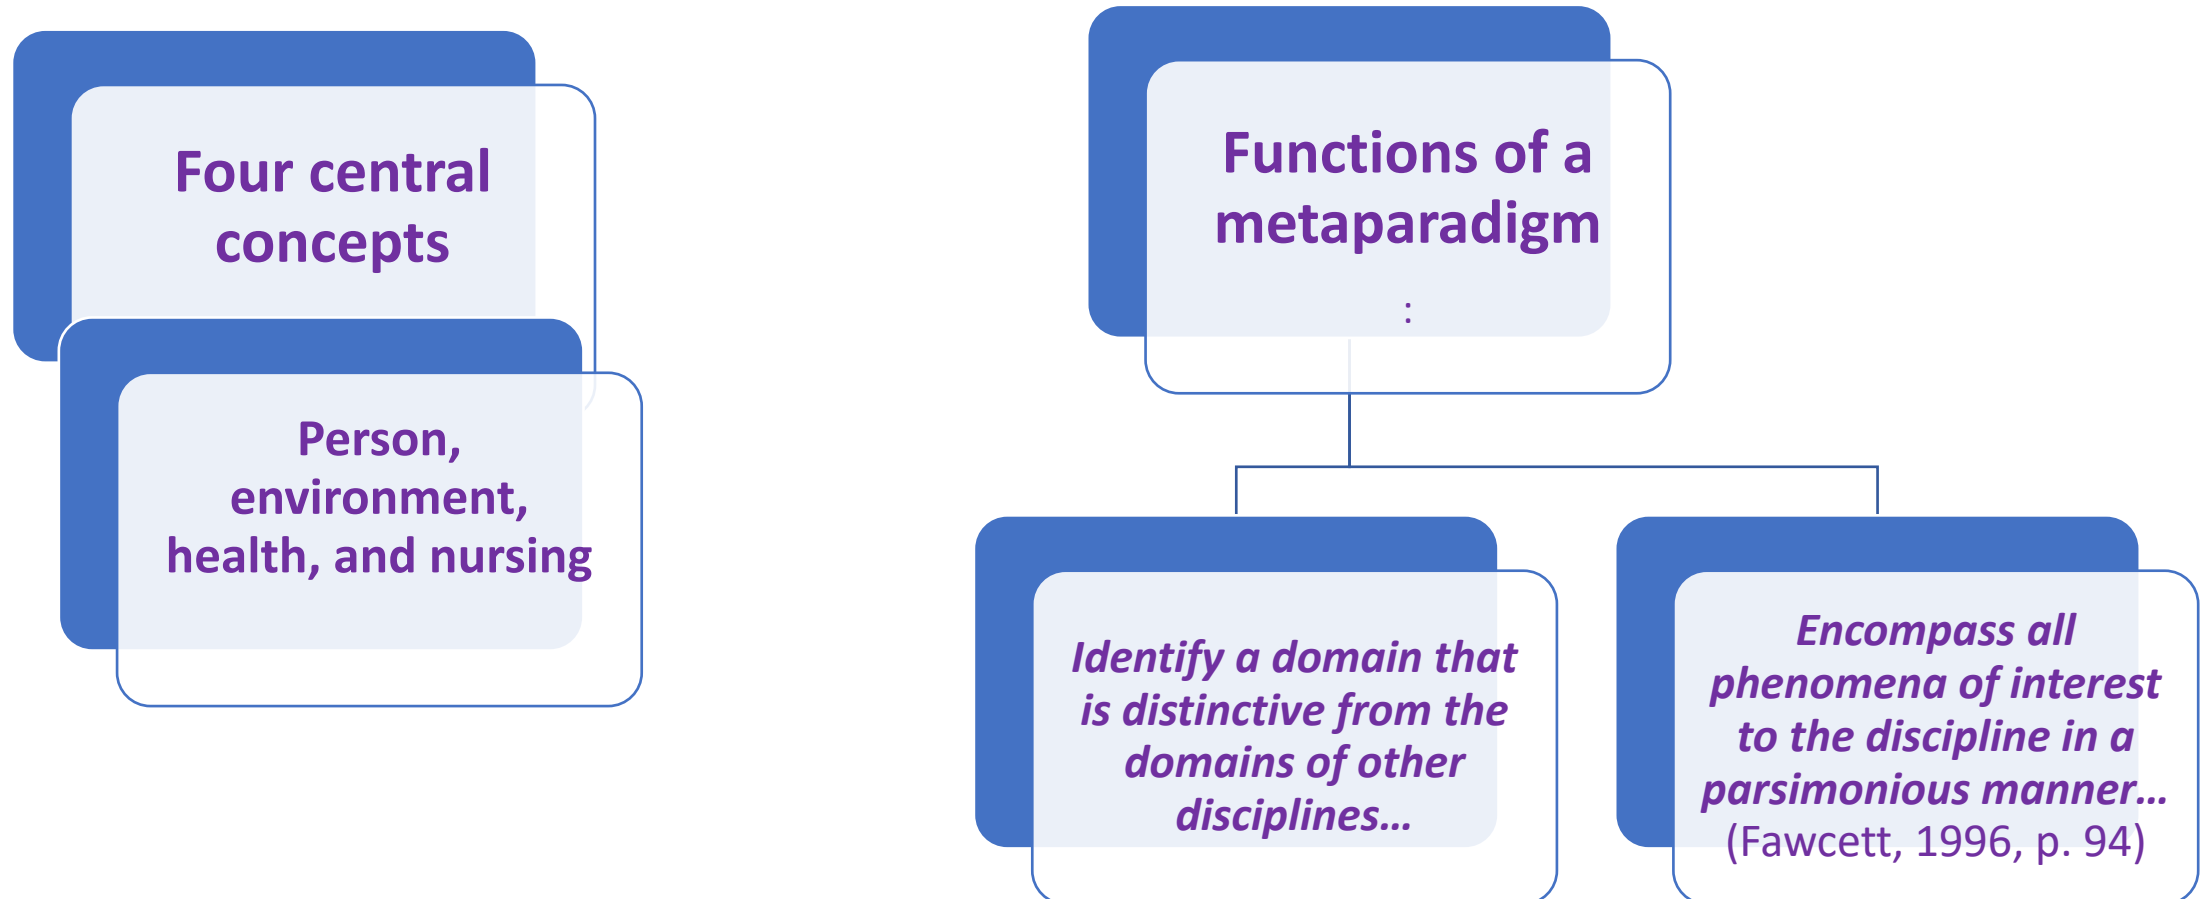 Four central
concepts
Person,
environment,
health, and nursing
Functions of a
metaparadigm
:
Identify a domain that
is distinctive from the
domains of other
disciplines…
Encompass all
phenomena of interest
to the discipline in a
parsimonious manner…
(Fawcett, 1996, p. 94)